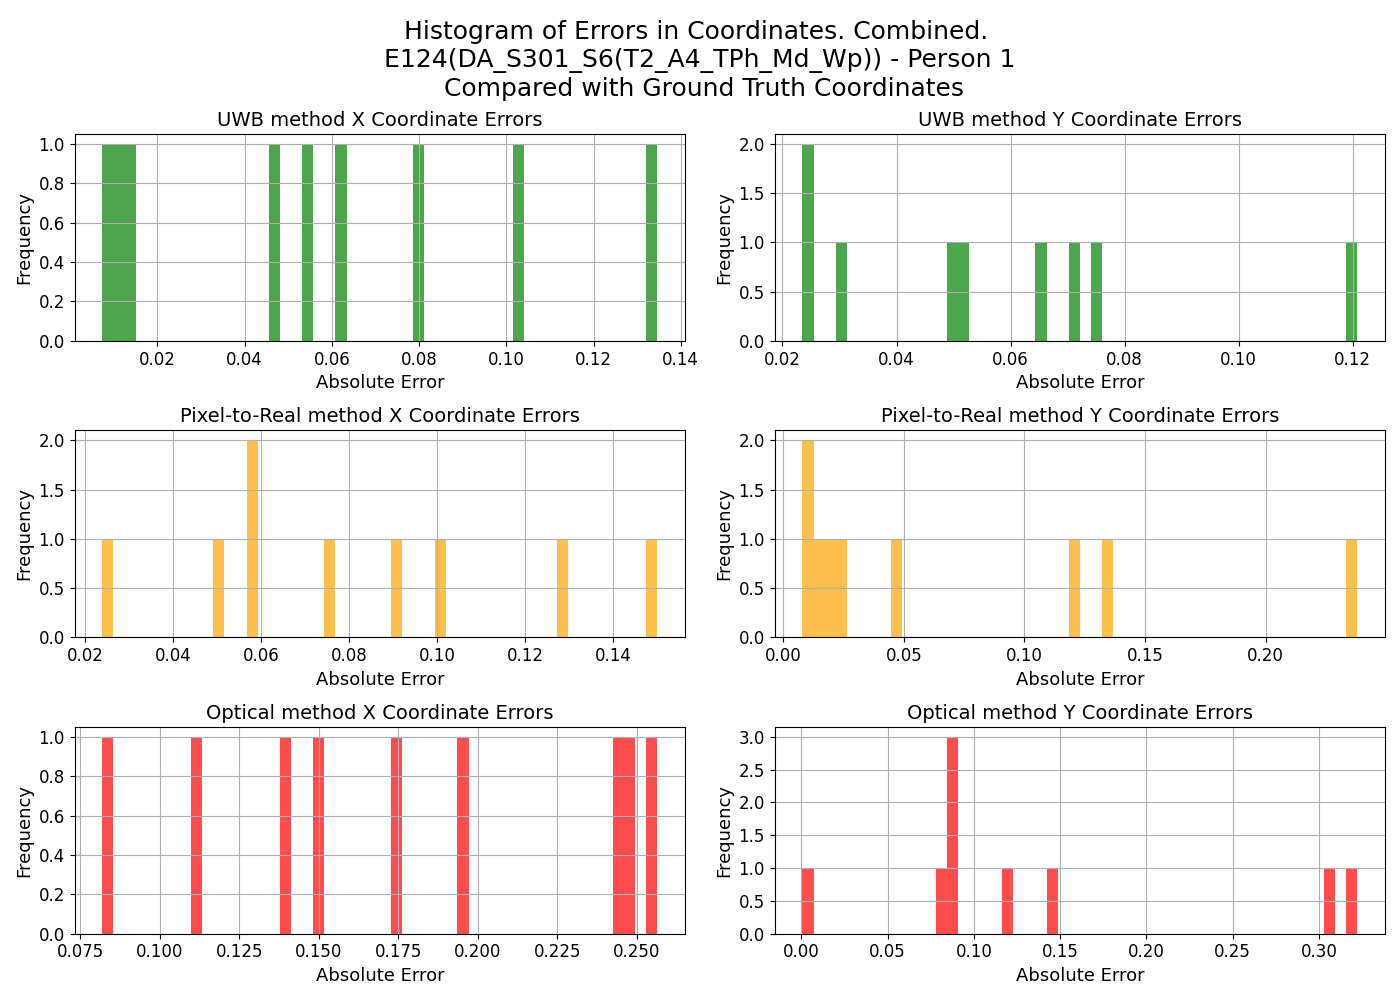 Histogram of Errors in Coordinates. Combined.
E124(DA_S301_S6(T2_A4_TPh_Md_Wp)) - Person 1
Compared with Ground Truth Coordinates
UWB method X Coordinate Errors
1.0
0.8
0.6
0.4
0.2
0.0
Frequency
0.02 0.04 0.06 0.08 0.10 0.12 0.14
Absolute Error
UWB method Y Coordinate Errors
2.0
1.5
1.0
0.5
0.0
Frequency
0.02 0.04 0.06 0.08 0.10 0.12
Absolute Error
Pixel-to-Real method X Coordinate Errors
2.0
1.5
1.0
0.5
0.0
Frequency
0.02 0.04 0.06 0.08 0.10 0.12 0.14
Absolute Error
Pixel-to-Real method Y Coordinate Errors
2.0
1.5
1.0
0.5
0.0
Frequency
0.00 0.05 0.10 0.15 0.20
Absolute Error
Optical method X Coordinate Errors
1.0
0.8
0.6
0.4
0.2
0.0
Frequency
0.075 0.100 0.125 0.150 0.175 0.200 0.225 0.250
Absolute Error
Optical method Y Coordinate Errors
3.0
2.5
2.0
1.5
1.0
0.5
0.0
Frequency
0.00 0.05 0.10 0.15 0.20 0.25 0.30
Absolute Error